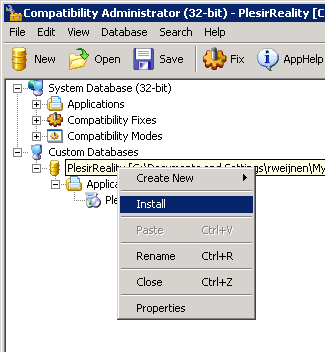 Compatibility Administrator (32-bit) - PlesirReality [C
File Edit View Database Search Help
New Open Save Fix AppHelp
System Database (32-bit)
Applications
Compatibility Fixes
Compatibility Modes
Custom Databases
PlesirReality [C:\Documents and Settings\rweijnen\My
Applica
Ple
Create New
Install
Paste Ctrl+V
Rename Ctrl+R
Close Ctrl+Z
Properties